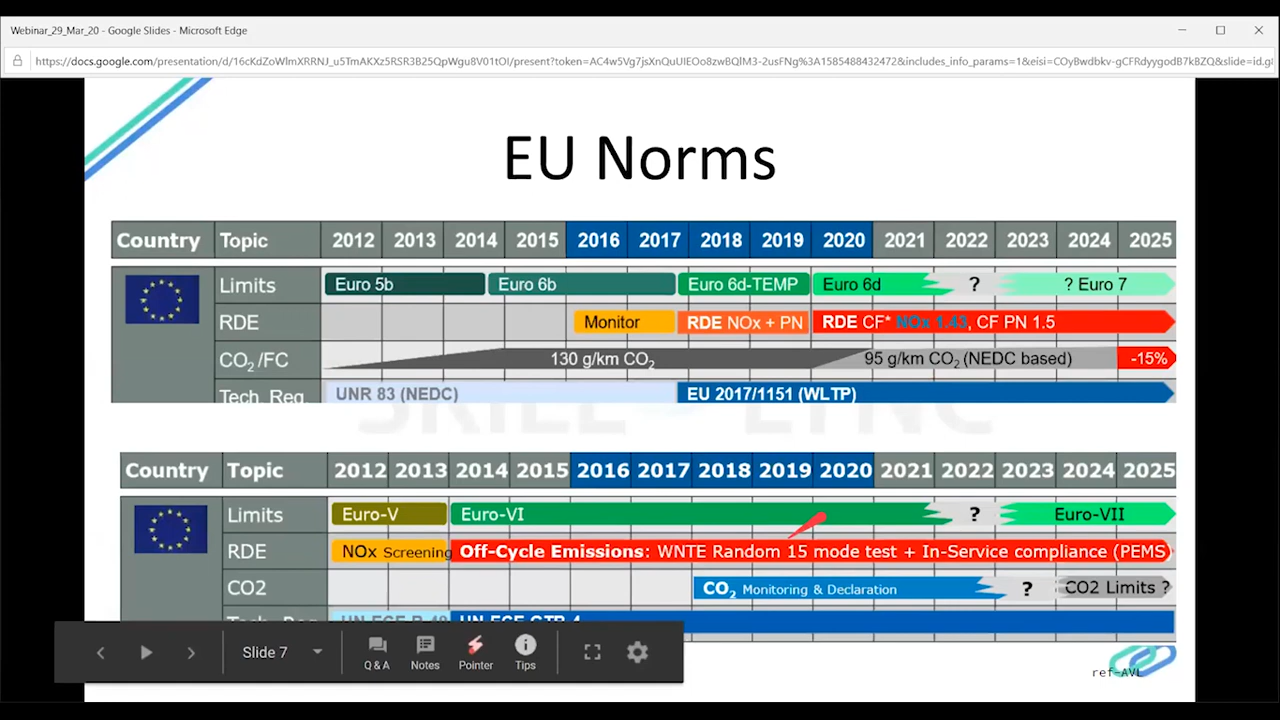 Webinar_29_Mar_20 - Google Slides - Microsoft Edge
https://docs.google.com/presentation/d/16cKdZoWlmXRRNJ_u5TmAKXz5RSR3B25QpWgu8V01tOI/present?token=AC4w5Vg7jsXnQuUIEOo8zwBQlM3-2usFNg%3A1585488432472&includes_info_params=1&eisi=COyBwdbkv-gCFRdyygodB7kBZQ&slide=id.g8
EU Norms
Country Topic 2012 2013 2014 2015 2016 2017 2018 2019 2020 2021 2022 2023 2024 2025
Limits Euro 5b Euro 6b Euro 6d-TEMP Euro 6d ? ? Euro 7
RDE Monitor RDE NOx + PN RDE CF* NOx 1.43, CF PN 1.5
CO2 /FC 130 g/km CO2 95 g/km CO2 (NEDC based) -15%
Tech. Reg UNR 83 (NEDC) EU 2017/1151 (WLTP)
SKILL LYNC
Country Topic 2012 2013 2014 2015 2016 2017 2018 2019 2020 2021 2022 2023 2024 2025
Limits Euro-V Euro-VI ? Euro-VII
RDE NOx Screening Off-Cycle Emissions: WNTE Random 15 mode test + In-Service compliance (PEMS)
CO2 CO2 Monitoring & Declaration ? CO2 Limits ?
Slide 7 Q & A Notes Pointer Tips
ref-AVL